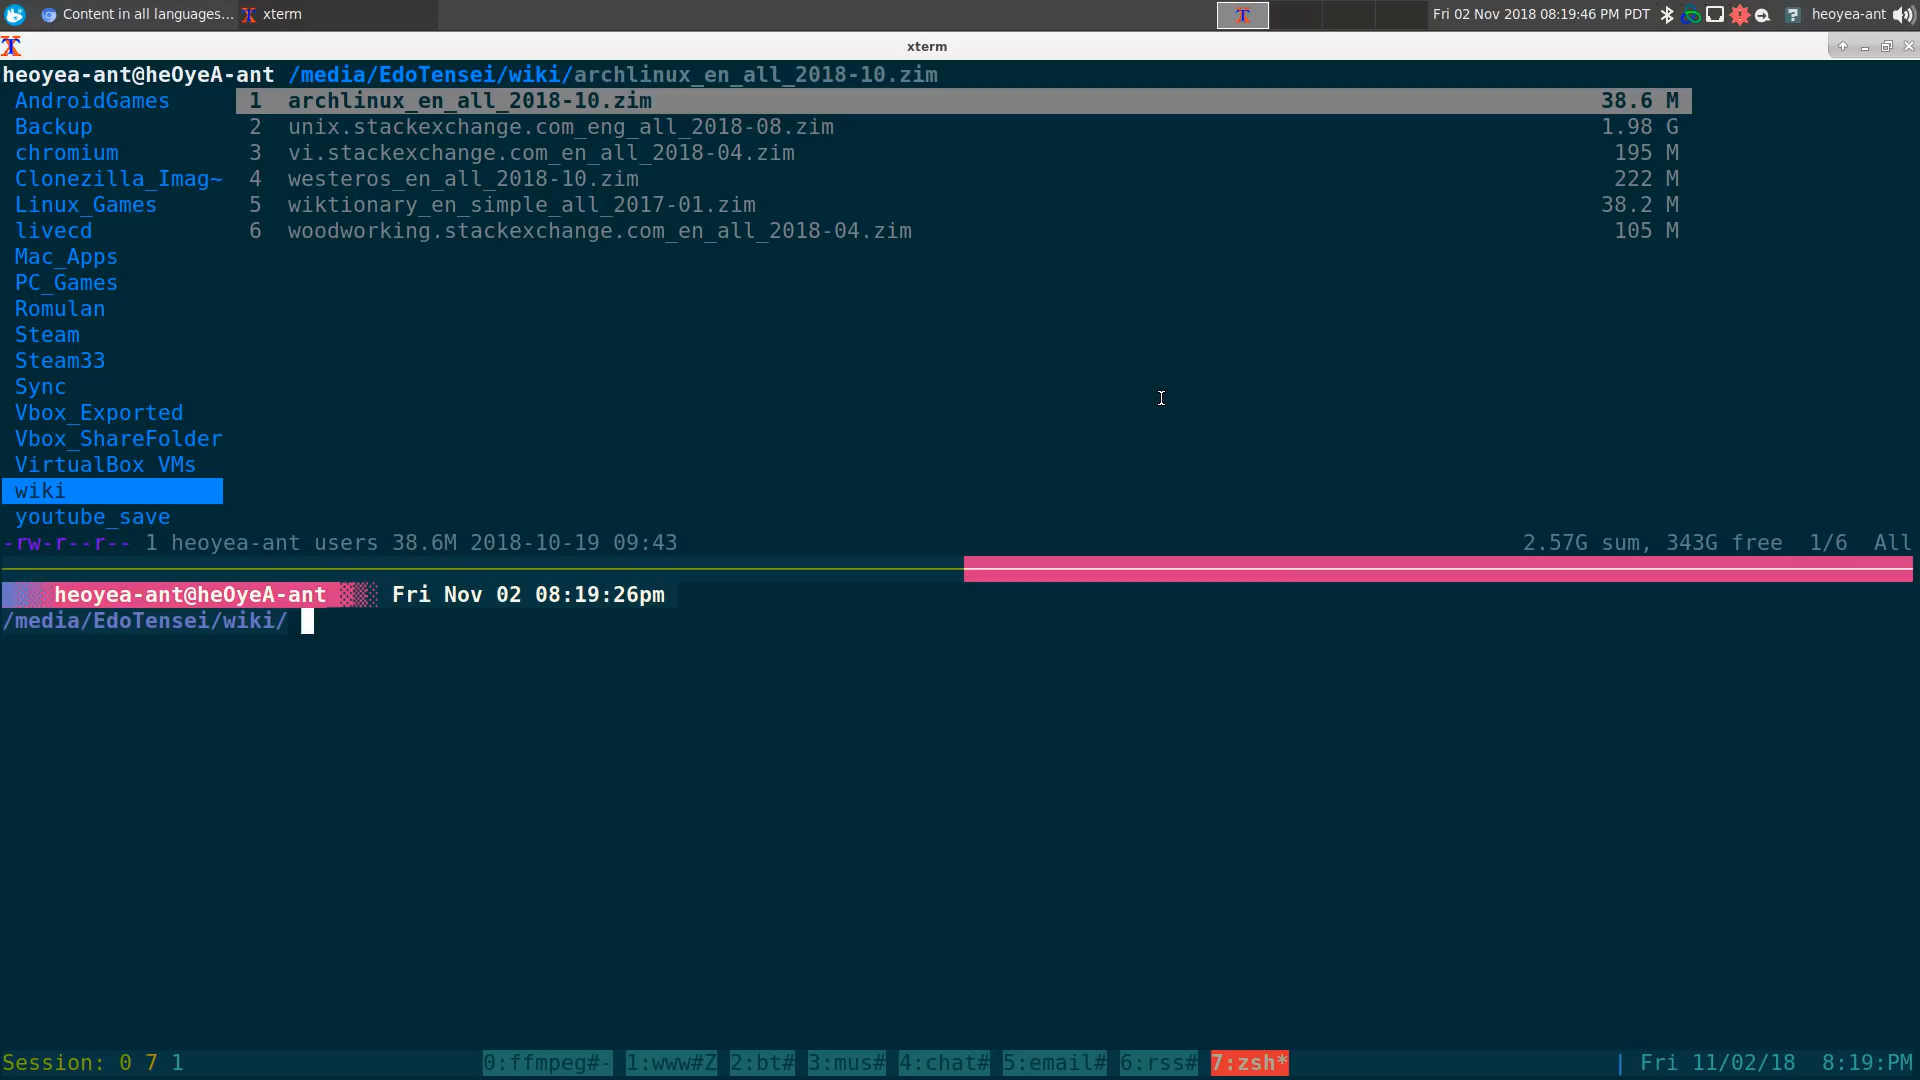 Content in all languages... xterm Fri 02 Nov 2018 08:19:46 PM PDT heoyea-ant
xterm
heoyea-ant@heOyeA-ant /media/EdoTensei/wiki/archlinux_en_all_2018-10.zim
AndroidGames 1 archlinux_en_all_2018-10.zim 38.6 M
Backup 2 unix.stackexchange.com_eng_all_2018-08.zim 1.98 G
chromium 3 vi.stackexchange.com_en_all_2018-04.zim 195 M
Clonezilla_Imag~ 4 westeros_en_all_2018-10.zim 222 M
Linux_Games 5 wiktionary_en_simple_all_2017-01.zim 38.2 M
livecd 6 woodworking.stackexchange.com_en_all_2018-04.zim 105 M
Mac_Apps
PC_Games
Romulan
Steam
Steam33
Sync
Vbox_Exported
Vbox_ShareFolder
VirtualBox VMs
wiki
youtube_save
-rw-r--r-- 1 heoyea-ant users 38.6M 2018-10-19 09:43 2.57G sum, 343G free 1/6 All
heoyea-ant@heOyeA-ant Fri Nov 02 08:19:26pm
/media/EdoTensei/wiki/
Session: 0 7 1 0:ffmpeg#- 1:www#Z 2:bt# 3:mus# 4:chat# 5:email# 6:rss# 7:zsh* | Fri 11/02/18 8:19:PM